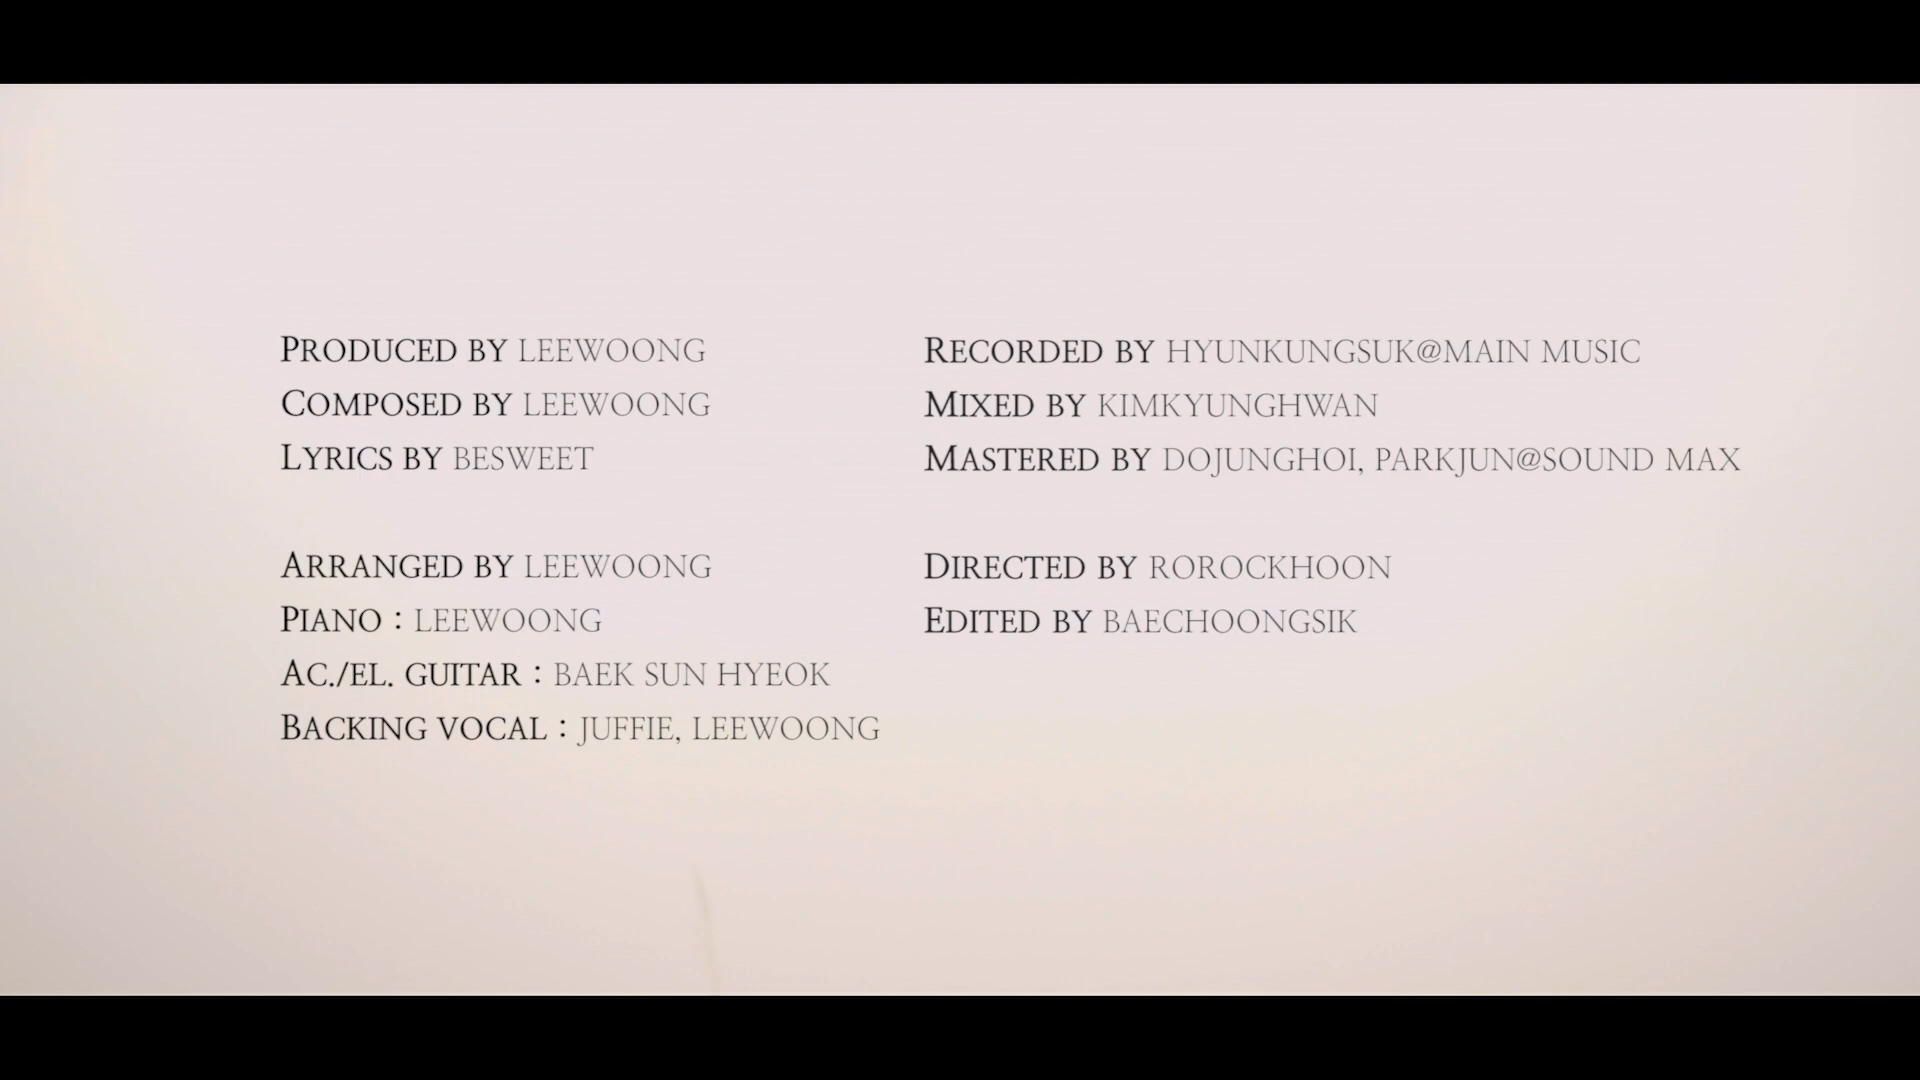 PRODUCED BY LEEWOONG
COMPOSED BY LEEWOONG
LYRICS BY BESWEET
ARRANGED BY LEEWOONG
PIANO : LEEWOONG
AC./EL. GUITAR : BAEK SUN HYEOK
BACKING VOCAL : JUFFIE, LEEWOONG
RECORDED BY HYUNKUNGSUK@MAIN MUSIC
MIXED BY KIMKYUNGHWAN
MASTERED BY DOJUNGHOI, PARKJUN@SOUND MAX
DIRECTED BY ROROCKHOON
EDITED BY BAECHOONGSIK